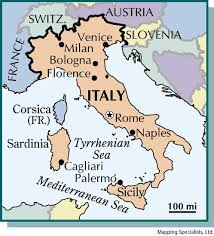 AUSTRIA
SWITZ.
SLOVENIA
Venice
Milan
FRANCE
Bologna
Florence
ITALY
Corsica
(FR.)
Rome
Naples
Sardinia
Tyrrhenian
Sea
Cagliari
Palermo
Mediterranean Sea
Sicily
100 mi
Mapping Specialists, Ltd.